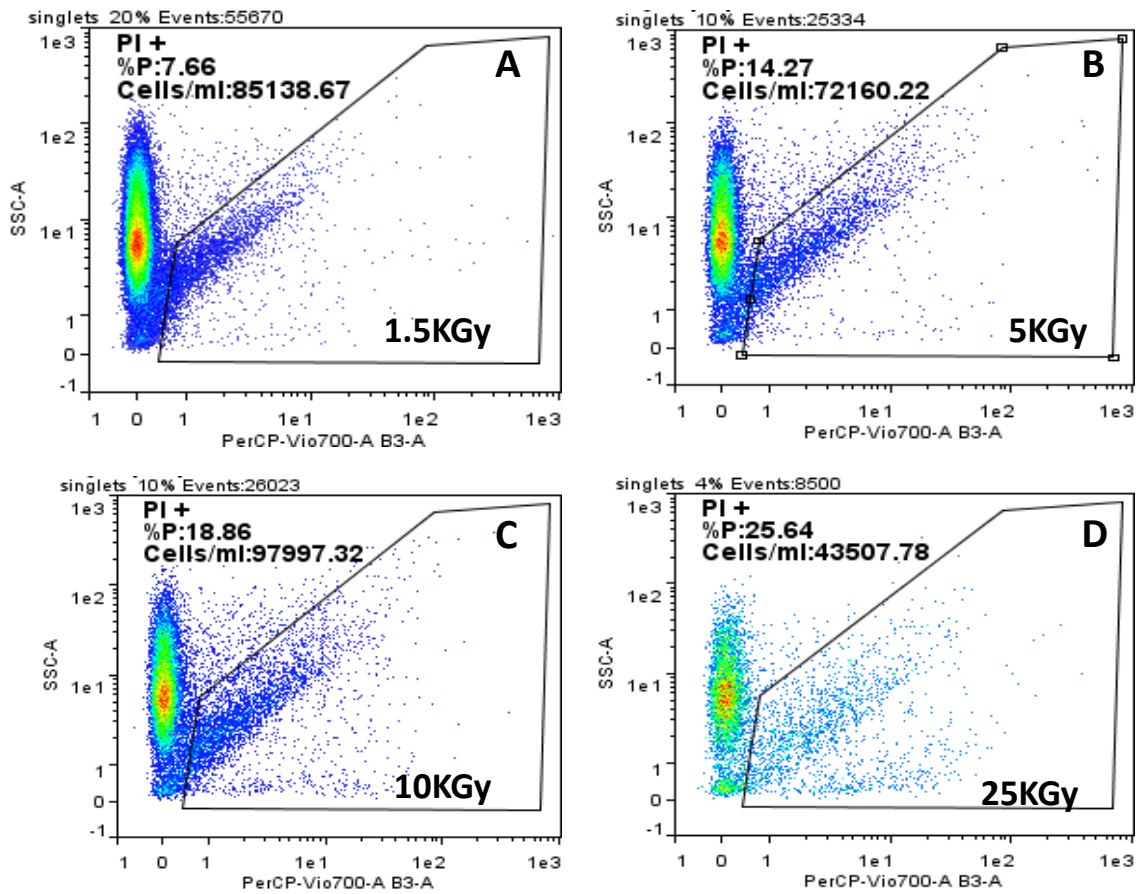 singlets 20% Events:55670
PI +
%P:7.66
Cells/ml:85138.67
A
1e3
1e2
1e1
1
0
-1
SSC-A
1.5KGy
1 0 1 1e1 1e2 1e3
PerCP-Vio700-A B3-A
singlets 10% Events:25334
PI +
%P:14.27
Cells/ml:72160.22
B
1e3
1e2
1e1
1
0
-1
SSC-A
5KGy
1 0 1 1e1 1e2 1e3
PerCP-Vio700-A B3-A
singlets 10% Events:26023
PI +
%P:18.86
Cells/ml:97997.32
C
1e3
1e2
1e1
1
0
-1
SSC-A
10KGy
1 0 1 1e1 1e2 1e3
PerCP-Vio700-A B3-A
singlets 4% Events:8500
PI +
%P:25.64
Cells/ml:43507.78
D
1e3
1e2
1e1
1
0
-1
SSC-A
25KGy
1 0 1 1e1 1e2 1e3
PerCP-Vio700-A B3-A